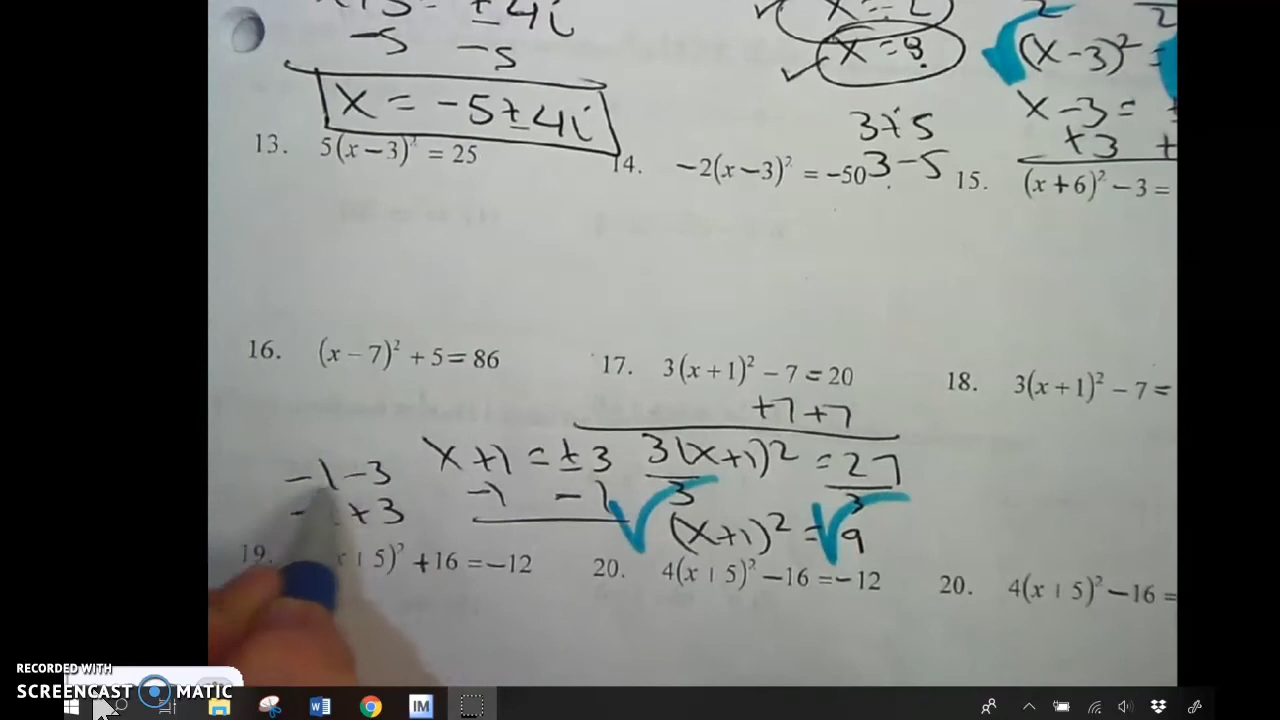 -5 -5
x = -5 ± 4i
x = 8
(x-3)² =
x-3 =
+3 +
3+5
3-5
13. 5(x-3)² = 25
14. -2(x-3)² = -50
15. (x+6)² - 3 =
16. (x-7)² + 5 = 86
17. 3(x+1)² - 7 = 20
18. 3(x+1)² - 7 =
+7 +7
3(x+1)² = 27
3 3
√(x+1)² = √9
x+1 = ±3
-1 -1
-1-3
+3
19. 5)² + 16 = -12
20. 4(x+5)² - 16 = -12
20. 4(x+5)² - 16 =
RECORDED WITH
SCREENCAST MATIC
W
IM